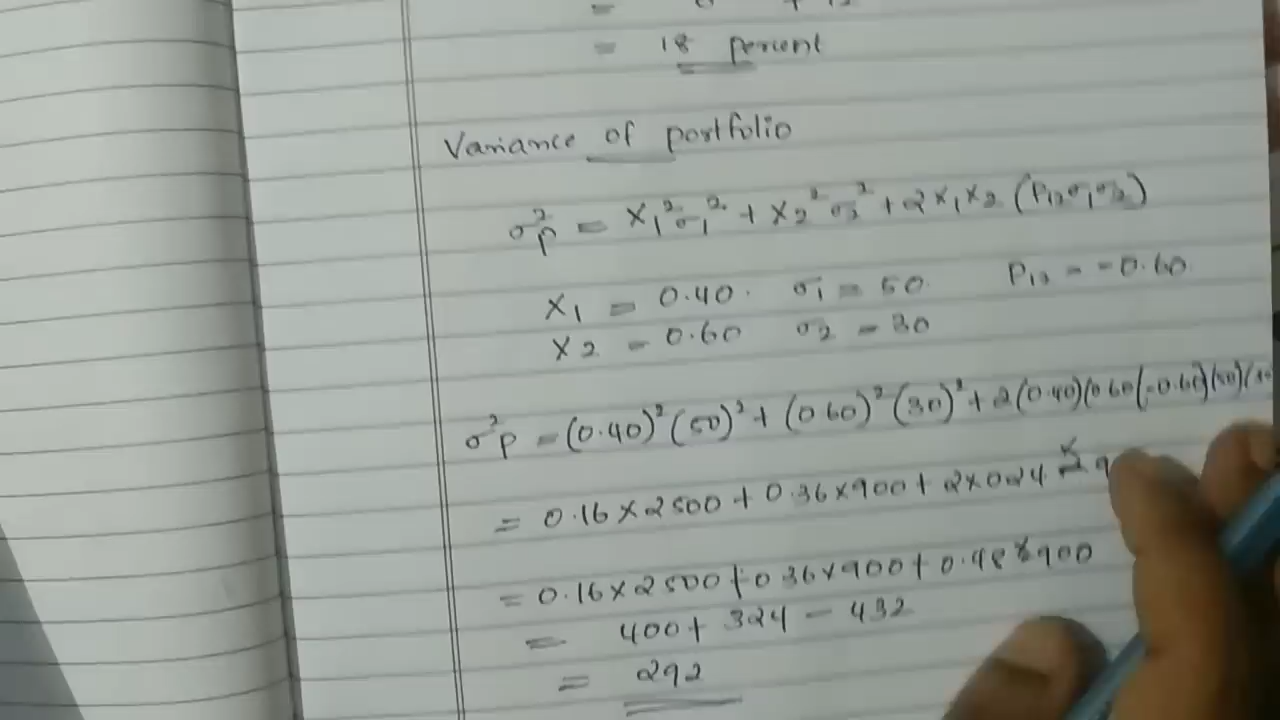 = 18 percent
Variance of portfolio
σ²p = X₁²σ₁² + X₂²σ₂² + 2X₁X₂ (P₁₂σ₁σ₂)
X₁ = 0.40 σ₁ = 50 P₁₂ = -0.60
X₂ = 0.60 σ₂ = 30
σ²p = (0.40)²(50)² + (0.60)²(30)² + 2(0.40)(0.60(-0.60)(50)
= 0.16×2500 + 0.36×900 + 2×0.24
= 0.16×2500 + 0.36×900 + 0.48×900
= 400 + 324 - 432
= 292